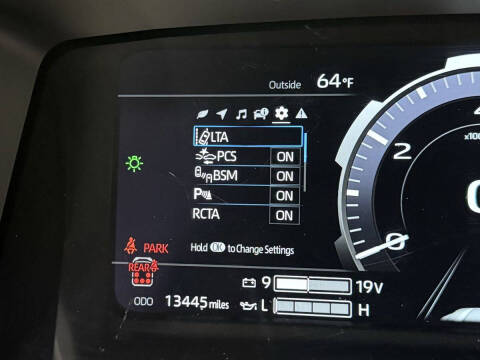 Outside 64°F
LTA
PCS ON
BSM ON
P ON
RCTA ON
Hold OK to Change Settings
PARK
REAR
9 19V
ODO 13445 miles L H
2
x100
0